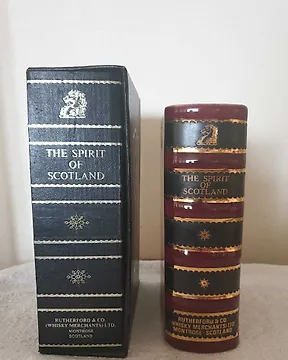 THE SPIRIT
OF
SCOTLAND
RUTHERFORD & CO.
(WHISKY MERCHANTS) LTD.
MONTROSE
SCOTLAND
THE SPIRIT
OF
SCOTLAND
RUTHERFORD & CO.
WHISKY MERCHANTS LTD.
MONTROSE · SCOTLAND